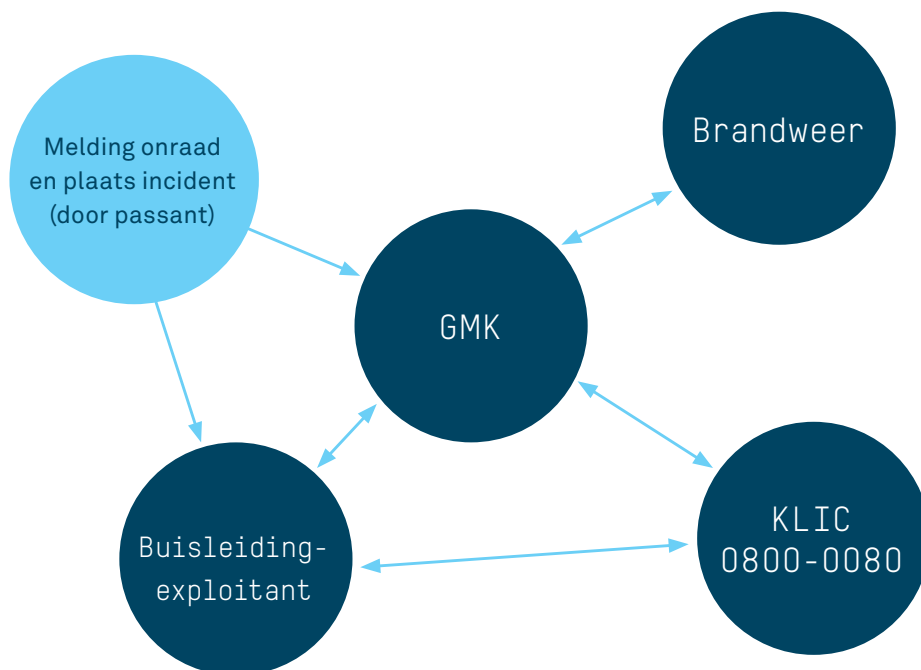 Melding onraad
en plaats incident
(door passant)
Brandweer
GMK
Buisleiding-
exploitant
KLIC
0800-0080